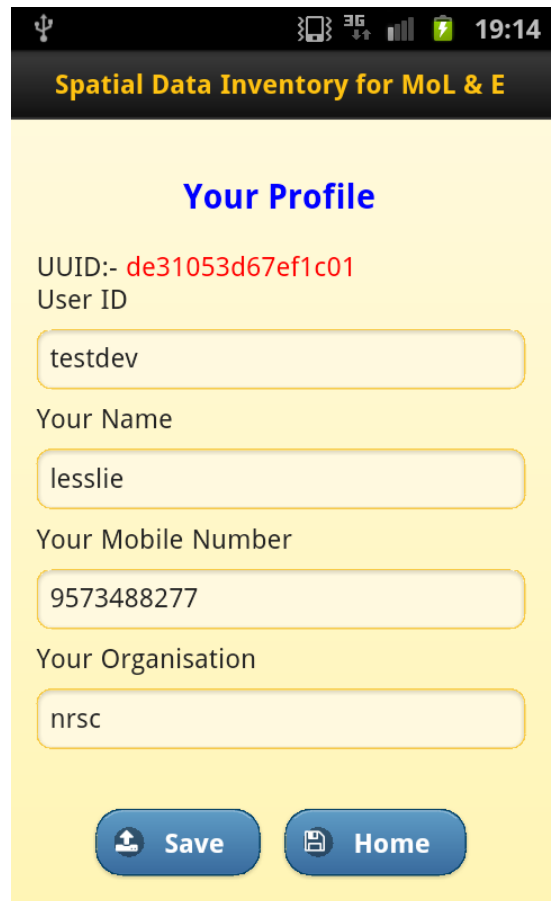 3G 19:14
Spatial Data Inventory for MoL & E
Your Profile
UUID:- de31053d67ef1c01
User ID
testdev
Your Name
lesslie
Your Mobile Number
9573488277
Your Organisation
nrsc
Save Home